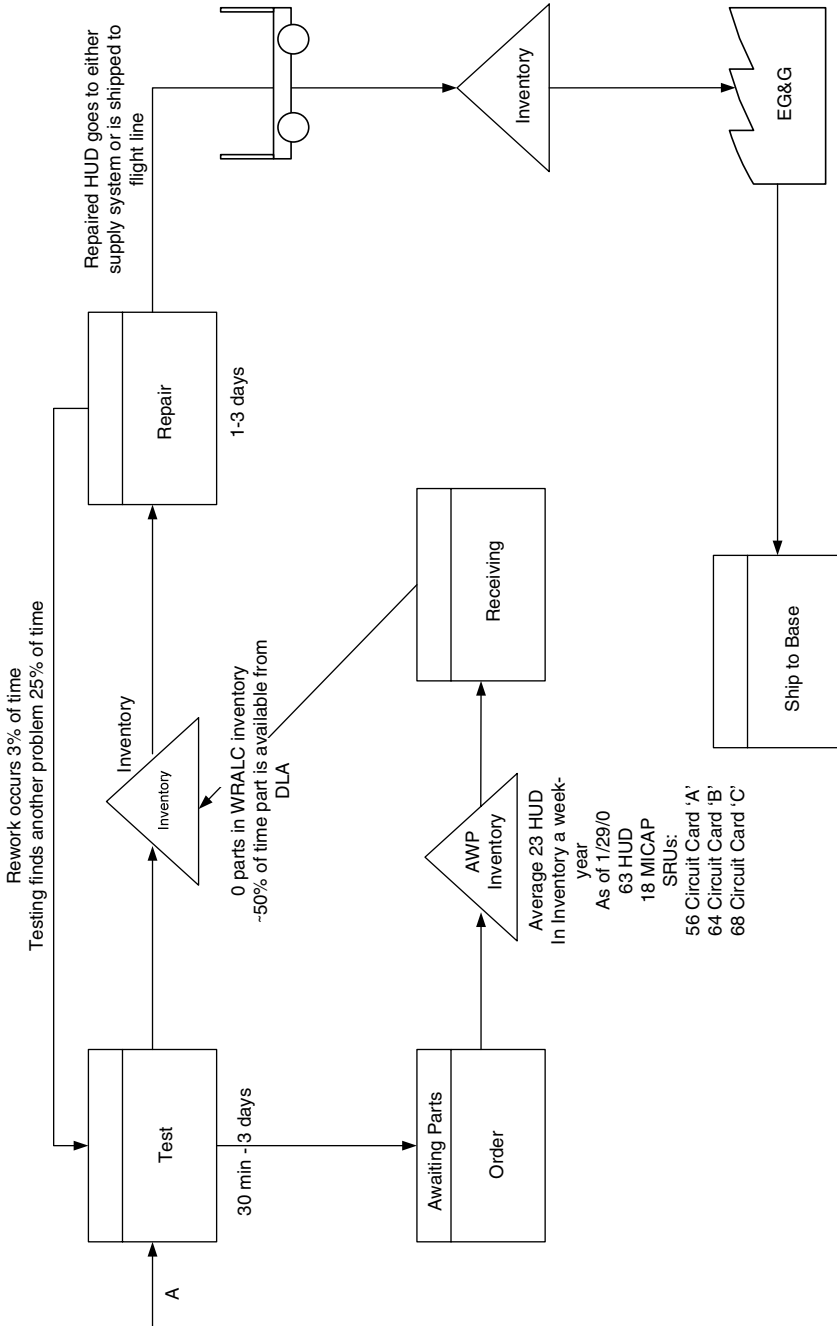 Rework occurs 3% of time
Testing finds another problem 25% of time
A
Test
30 min - 3 days
Inventory
Inventory
0 parts in WRALC inventory
~50% of time part is available from
DLA
Repair
1-3 days
Repaired HUD goes to either
supply system or is shipped to
flight line
Awaiting Parts
Order
AWP
Inventory
Average 23 HUD
In Inventory a week-
year
As of 1/29/0
63 HUD
18 MICAP
SRUs:
56 Circuit Card ‘A’
64 Circuit Card ‘B’
68 Circuit Card ‘C’
Receiving
Inventory
EG&G
Ship to Base